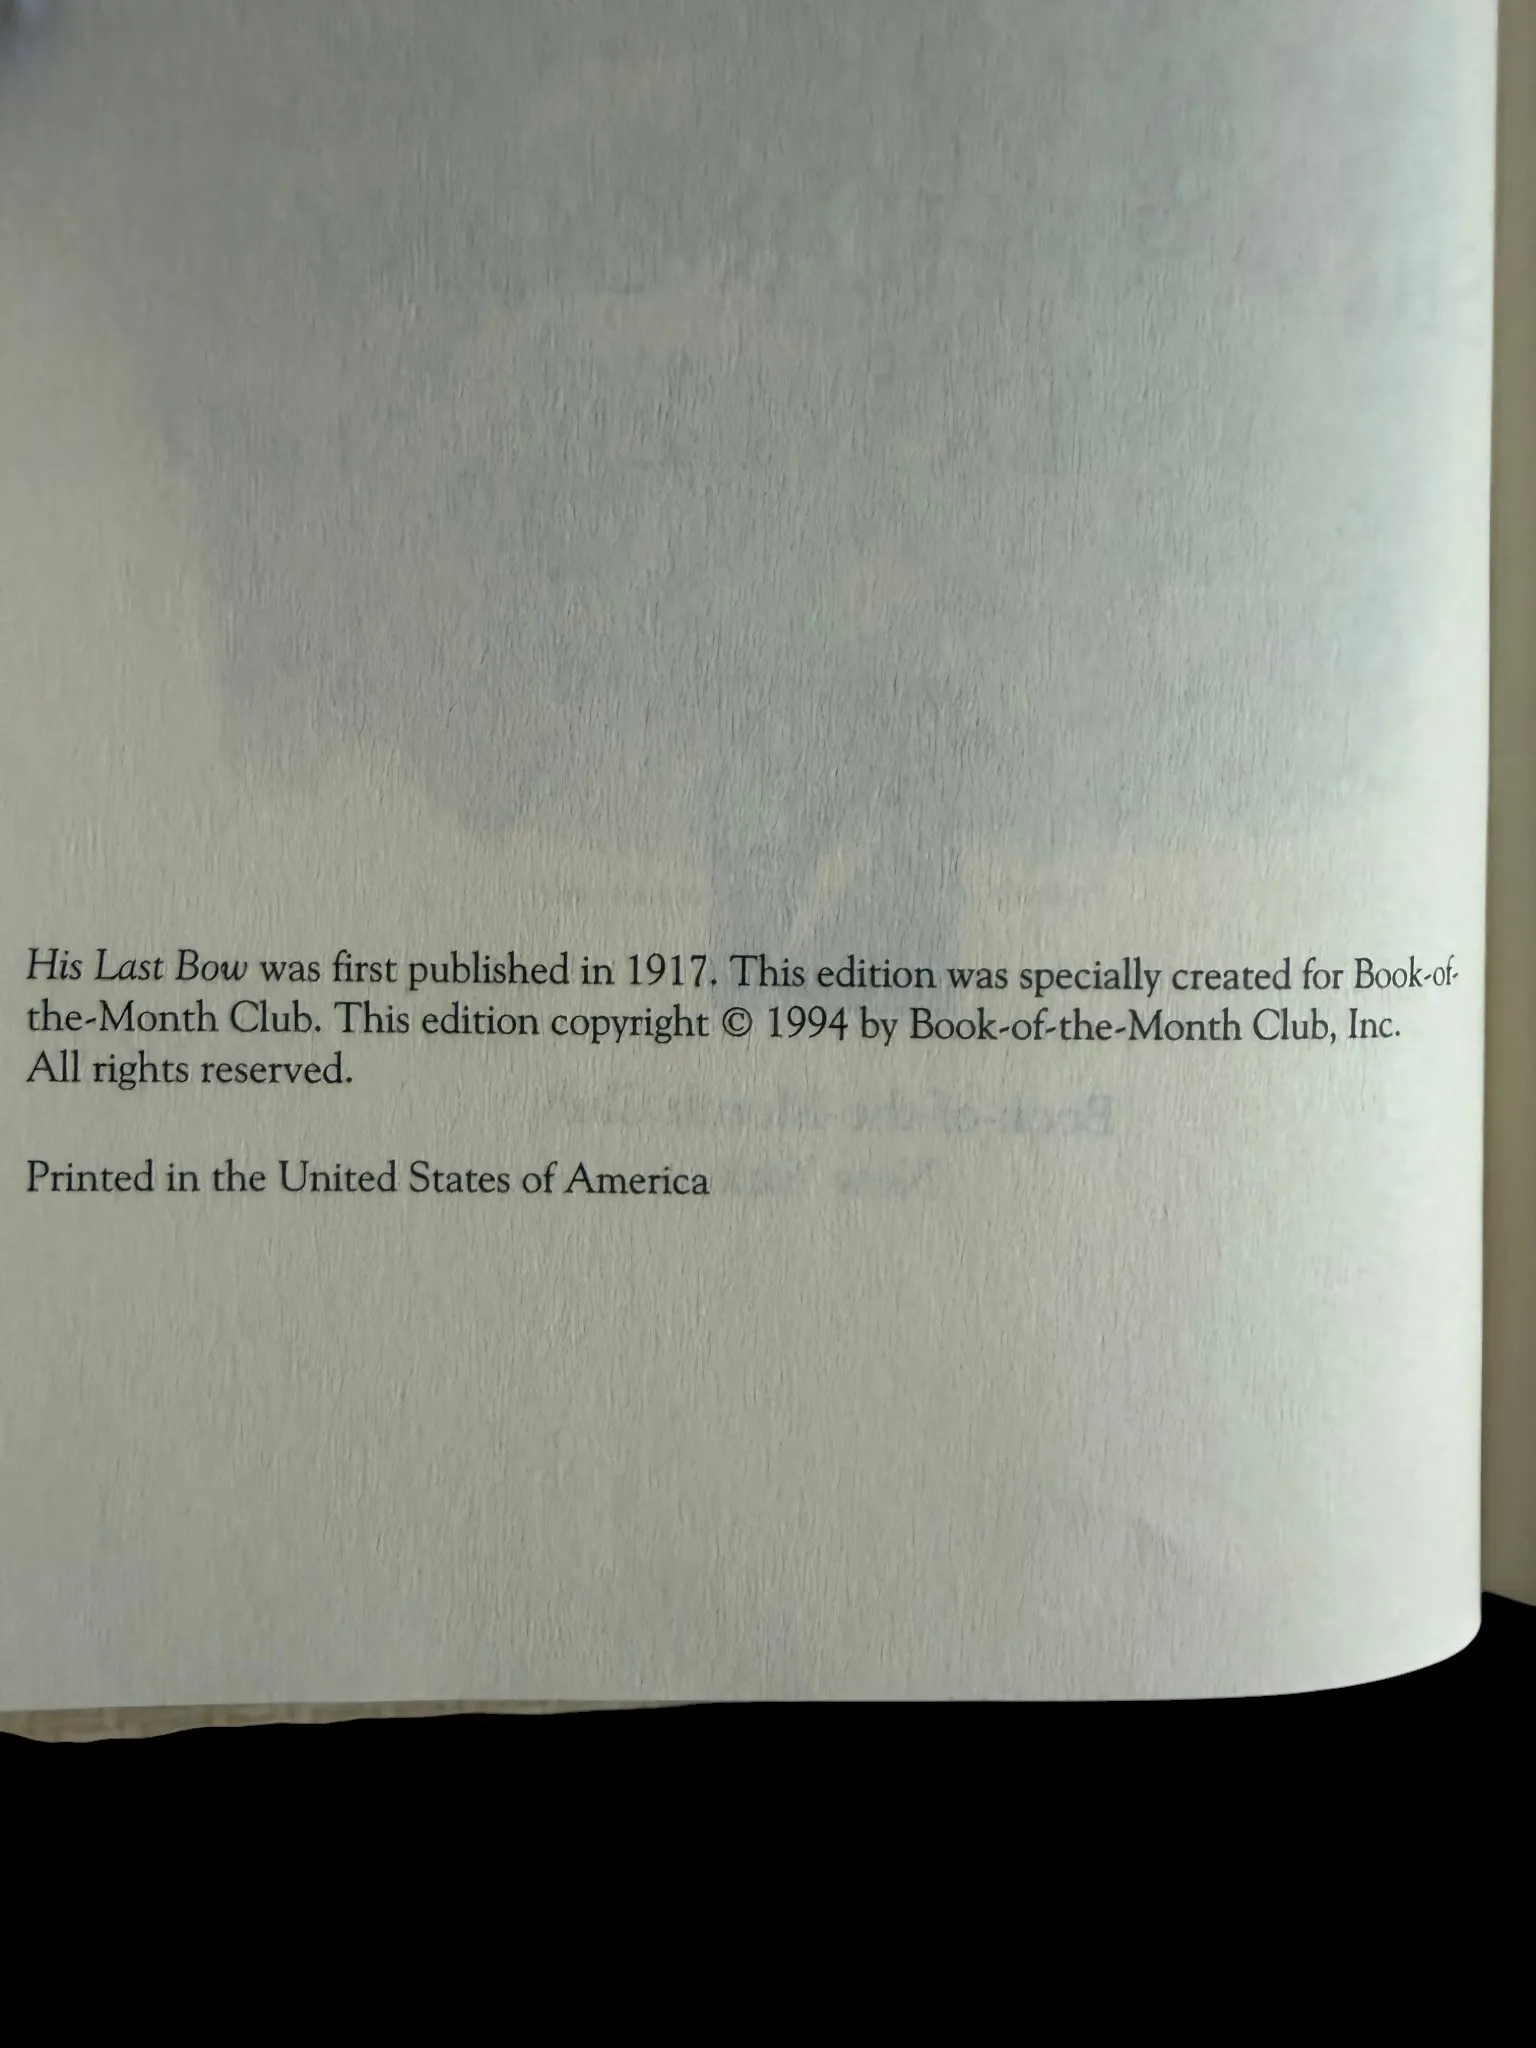 His Last Bow was first published in 1917. This edition was specially created for Book-of-
the-Month Club. This edition copyright © 1994 by Book-of-the-Month Club, Inc.
All rights reserved.
Printed in the United States of America